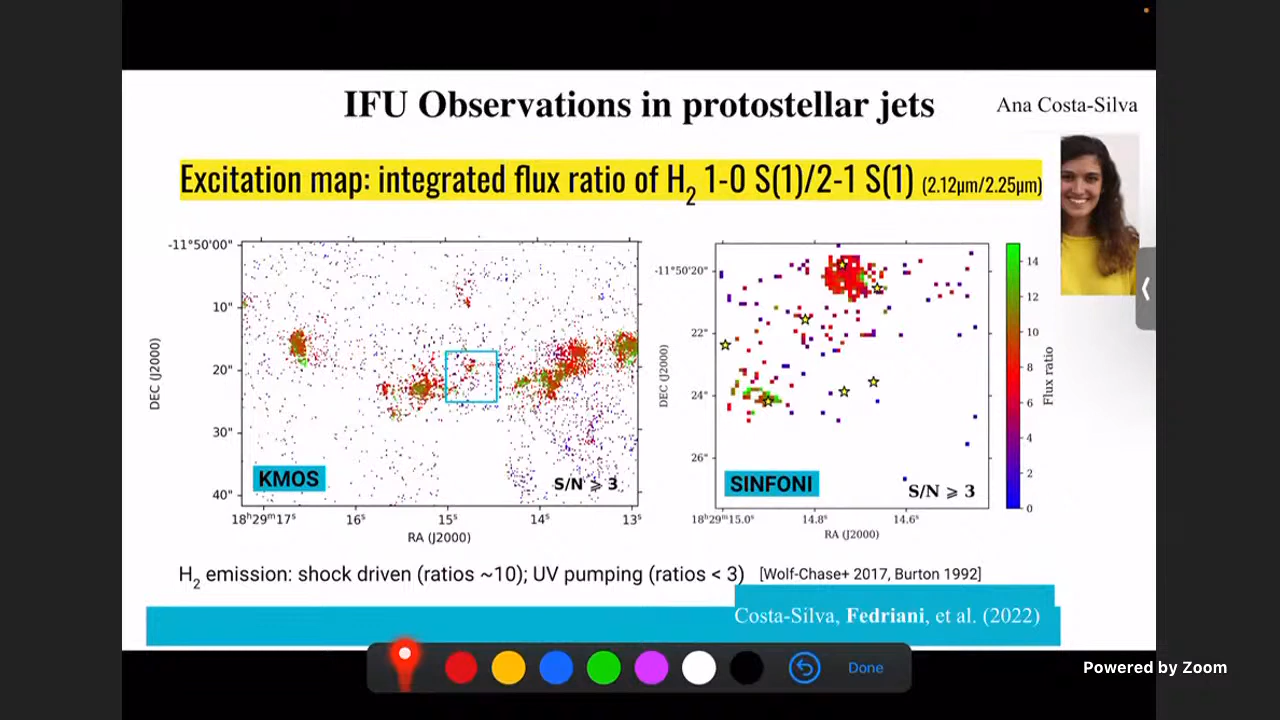 IFU Observations in protostellar jets
Ana Costa-Silva
Excitation map: integrated flux ratio of H2 1-0 S(1)/2-1 S(1) (2.12μm/2.25μm)
-11°50'00"
10"
20"
30"
40"
DEC (J2000)
KMOS
S/N ⩾ 3
18h29m17s 16s 15s 14s 13s
RA (J2000)
-11°50'20"
22"
24"
26"
DEC (J2000)
SINFONI
S/N ⩾ 3
18h29m15.0s 14.8s 14.6s
RA (J2000)
14
12
10
8
6
4
2
0
Flux ratio
H2 emission: shock driven (ratios ~10); UV pumping (ratios < 3) [Wolf-Chase+ 2017, Burton 1992]
Costa-Silva, Fedriani, et al. (2022)
Done
Powered by Zoom